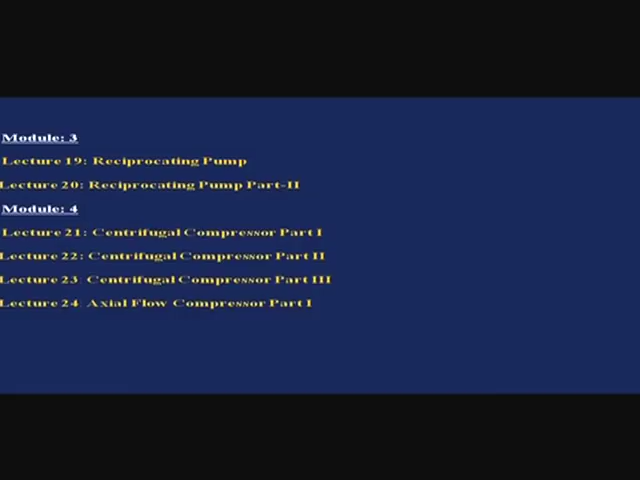 Module: 3
Lecture 19: Reciprocating Pump
Lecture 20: Reciprocating Pump Part-II
Module: 4
Lecture 21: Centrifugal Compressor Part I
Lecture 22: Centrifugal Compressor Part II
Lecture 23: Centrifugal Compressor Part III
Lecture 24: Axial Flow Compressor Part I